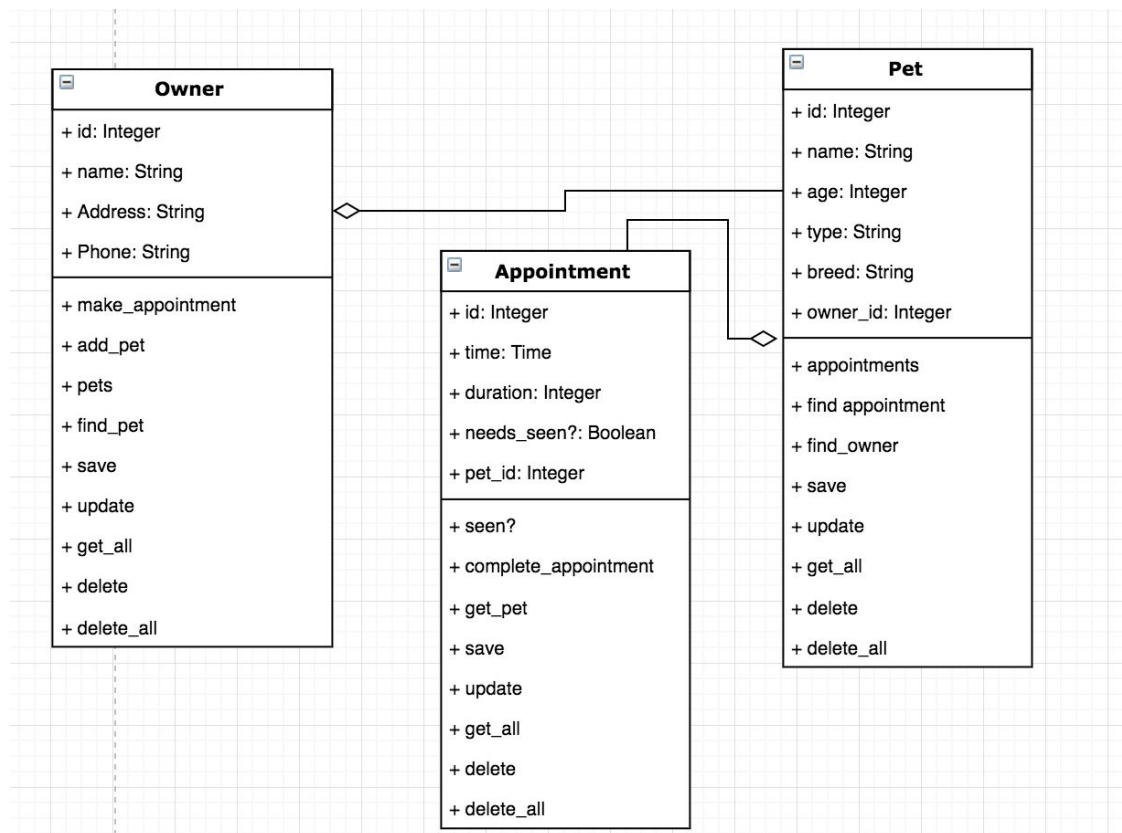 Owner
+ id: Integer
+ name: String
+ Address: String
+ Phone: String
+ make_appointment
+ add_pet
+ pets
+ find_pet
+ save
+ update
+ get_all
+ delete
+ delete_all
Appointment
+ id: Integer
+ time: Time
+ duration: Integer
+ needs_seen?: Boolean
+ pet_id: Integer
+ seen?
+ complete_appointment
+ get_pet
+ save
+ update
+ get_all
+ delete
+ delete_all
Pet
+ id: Integer
+ name: String
+ age: Integer
+ type: String
+ breed: String
+ owner_id: Integer
+ appointments
+ find appointment
+ find_owner
+ save
+ update
+ get_all
+ delete
+ delete_all